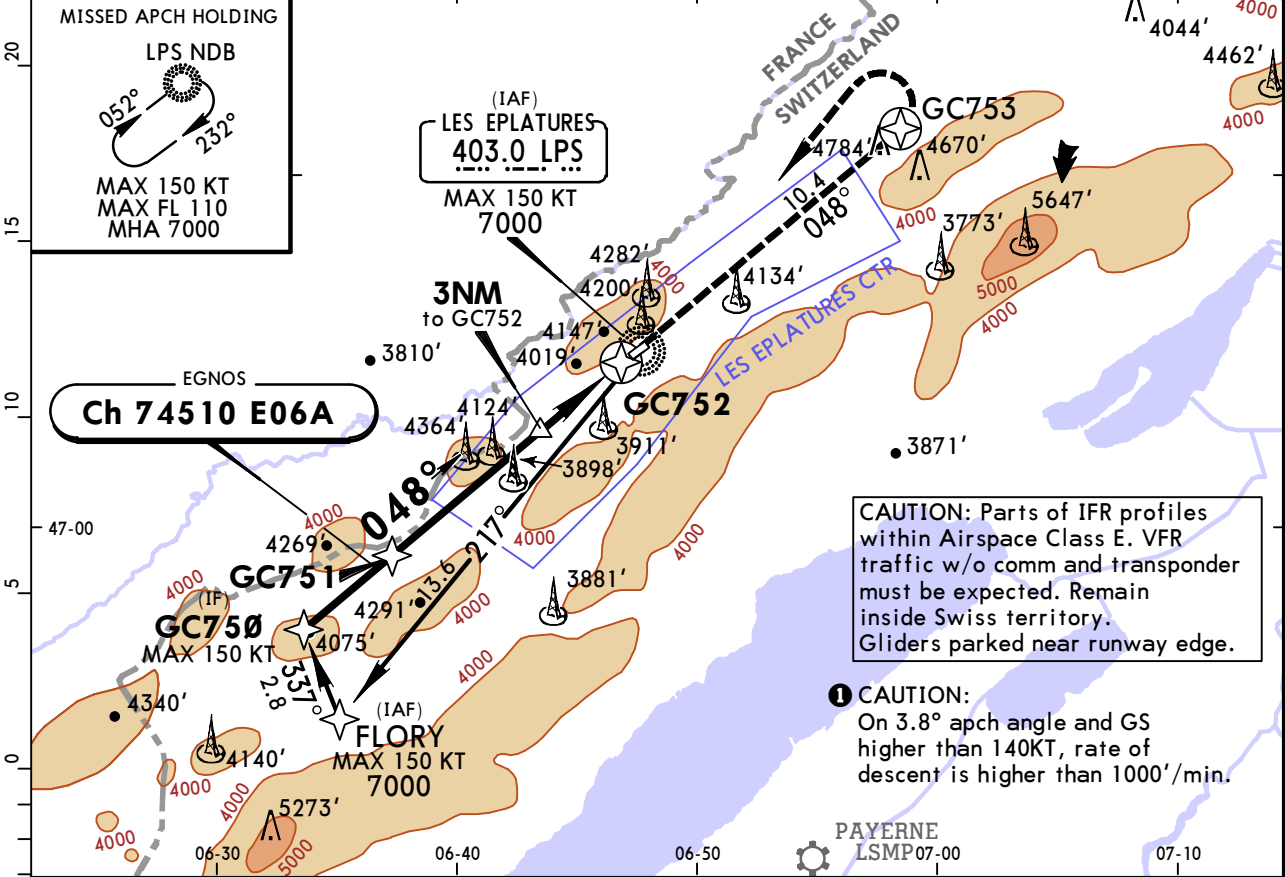 MISSED APCH HOLDING
LPS NDB
052°
232°
MAX 150 KT
MAX FL 110
MHA 7000
20
15
10
47-00
5
0
(IAF)
LES EPLATURES
403.0 LPS
MAX 150 KT
7000
FRANCE
SWITZERLAND
4044'
4000
4462'
4000
GC753
4784'
4670'
10.4
048°
4000
3773'
5647'
5000
4000
4282'
4000
4200'
4134'
LES EPLATURES CTR
3NM
to GC752
4147'
4019'
3810'
GC752
EGNOS
Ch 74510 E06A
4364'
4124'
3911'
3898'
3871'
048°
4000
4269'
4000
217°
13.6
4000
GC751
4000
(IF)
GC750
MAX 150 KT
4291'
4075'
4000
3881'
337°
2.8
(IAF)
FLORY
MAX 150 KT
7000
4000
4340'
4140'
4000
4000
4000
5273'
5000
CAUTION: Parts of IFR profiles
within Airspace Class E. VFR
traffic w/o comm and transponder
must be expected. Remain
inside Swiss territory.
Gliders parked near runway edge.
1 CAUTION:
On 3.8° apch angle and GS
higher than 140KT, rate of
descent is higher than 1000'/min.
PAYERNE
LSMP
06-30
06-40
06-50
07-00
07-10